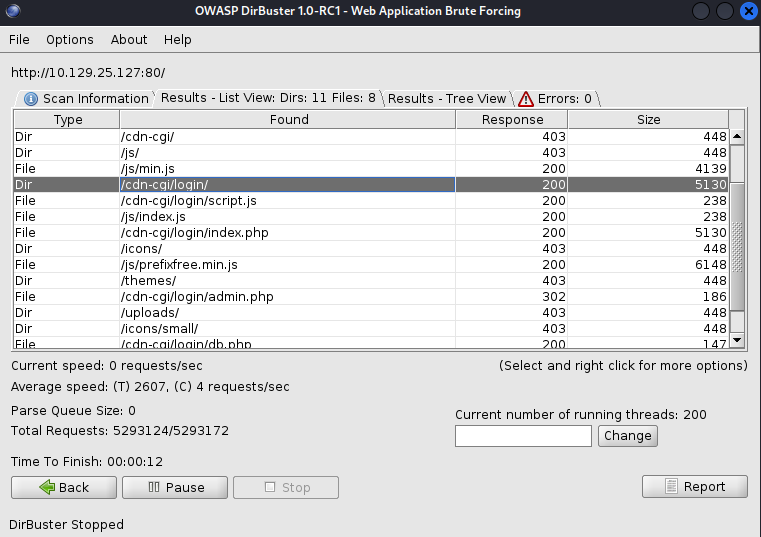 OWASP DirBuster 1.0-RC1 - Web Application Brute Forcing
File Options About Help
http://10.129.25.127:80/
Scan Information Results - List View: Dirs: 11 Files: 8 Results - Tree View Errors: 0
Type Found Response Size
Dir /cdn-cgi/ 403 448
Dir /js/ 403 448
File /js/min.js 200 4139
Dir /cdn-cgi/login/ 200 5130
File /cdn-cgi/login/script.js 200 238
File /js/index.js 200 238
File /cdn-cgi/login/index.php 200 5130
Dir /icons/ 403 448
File /js/prefixfree.min.js 200 6148
Dir /themes/ 403 448
File /cdn-cgi/login/admin.php 302 186
Dir /uploads/ 403 448
Dir /icons/small/ 403 448
File /cdn-cgi/login/db.php 200 147
Current speed: 0 requests/sec (Select and right click for more options)
Average speed: (T) 2607, (C) 4 requests/sec
Parse Queue Size: 0
Current number of running threads: 200
Total Requests: 5293124/5293172
Change
Time To Finish: 00:00:12
Back Pause Stop Report
DirBuster Stopped